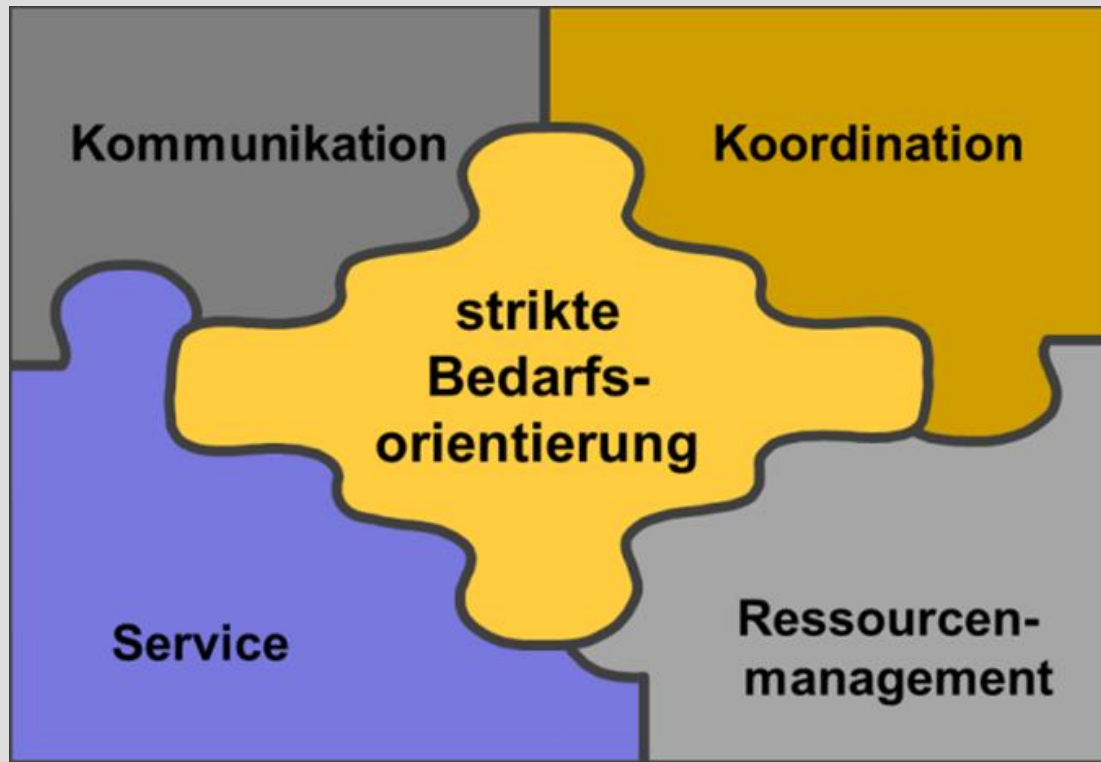 Kommunikation
Koordination
strikte
Bedarfs-
orientierung
Service
Ressourcen-
management